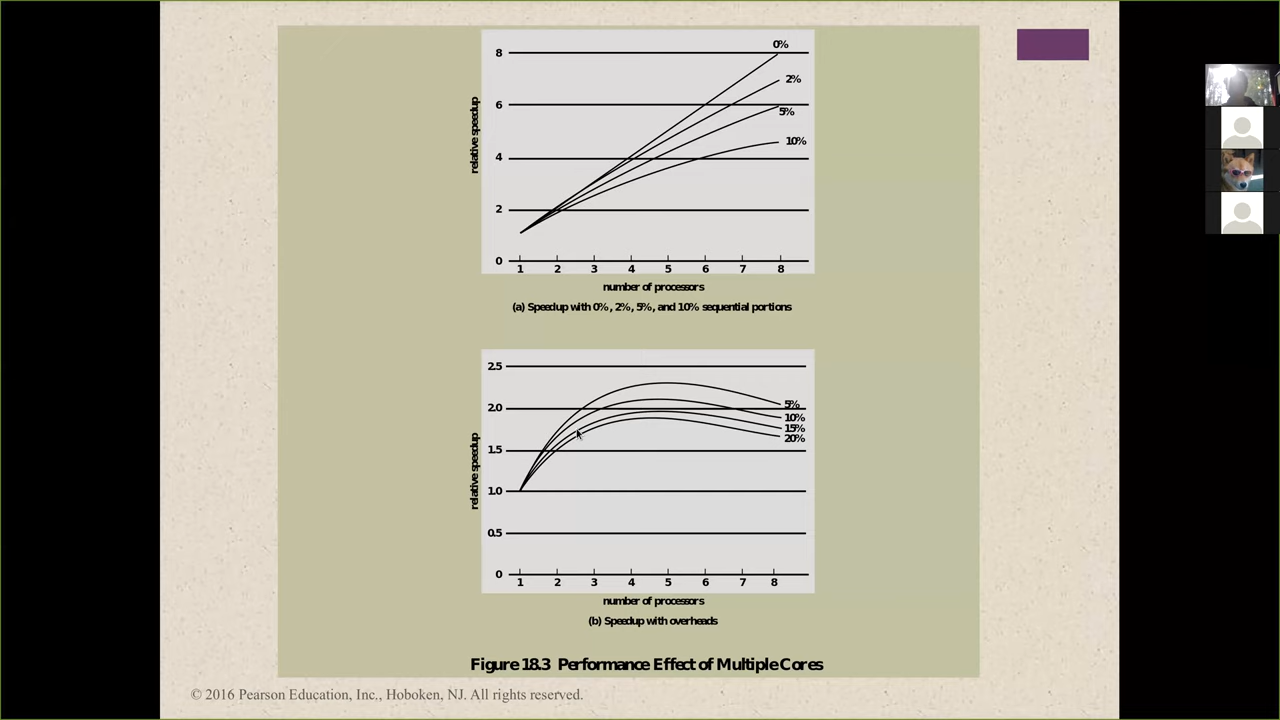 0%
8
2%
6
5%
relative speedup
10%
4
2
0
1 2 3 4 5 6 7 8
number of processors
(a) Speedup with 0%, 2%, 5%, and 10% sequential portions
2.5
5%
2.0
10%
15%
20%
relative speedup
1.5
1.0
0.5
0
1 2 3 4 5 6 7 8
number of processors
(b) Speedup with overheads
Figure 18.3 Performance Effect of Multiple Cores
© 2016 Pearson Education, Inc., Hoboken, NJ. All rights reserved.